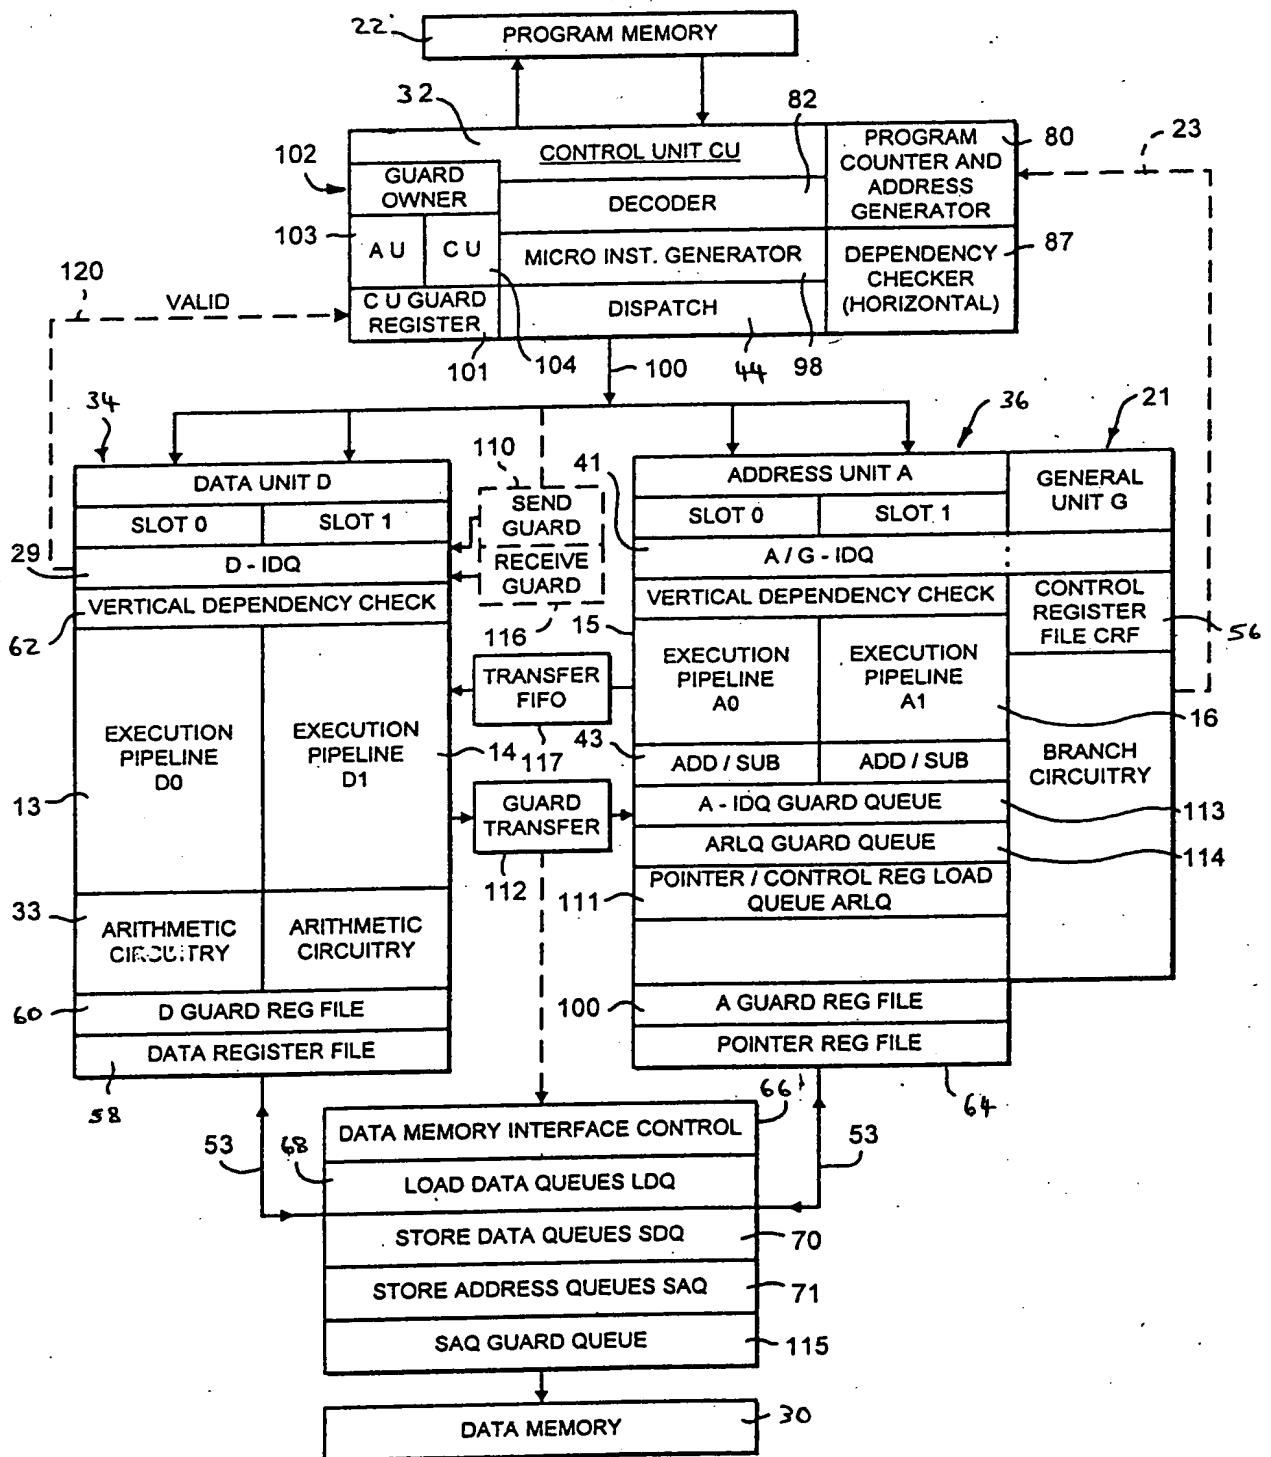 22
PROGRAM MEMORY
32
82
CONTROL UNIT CU
PROGRAM
COUNTER AND
ADDRESS
GENERATOR
80
23
102
GUARD
OWNER
DECODER
103
A U
C U
MICRO INST. GENERATOR
DEPENDENCY
CHECKER
(HORIZONTAL)
87
120
VALID
C U GUARD
REGISTER
DISPATCH
101
104
100
44
98
34
36
21
110
41
DATA UNIT D
ADDRESS UNIT A
GENERAL
UNIT G
SLOT 0
SLOT 1
SEND
GUARD
SLOT 0
SLOT 1
29
D - IDQ
RECEIVE
GUARD
A / G - IDQ
VERTICAL DEPENDENCY CHECK
VERTICAL DEPENDENCY CHECK
CONTROL
REGISTER
FILE CRF
62
116
15
56
EXECUTION
PIPELINE
D0
EXECUTION
PIPELINE
D1
TRANSFER
FIFO
EXECUTION
PIPELINE
A0
EXECUTION
PIPELINE
A1
16
14
117
43
ADD / SUB
ADD / SUB
BRANCH
CIRCUITRY
13
GUARD
TRANSFER
A - IDQ GUARD QUEUE
113
ARLQ GUARD QUEUE
114
112
111
POINTER / CONTROL REG LOAD
QUEUE ARLQ
33
ARITHMETIC
CIRCUITRY
ARITHMETIC
CIRCUITRY
60
D GUARD REG FILE
100
A GUARD REG FILE
DATA REGISTER FILE
POINTER REG FILE
58
66
64
53
68
DATA MEMORY INTERFACE CONTROL
53
LOAD DATA QUEUES LDQ
STORE DATA QUEUES SDQ
70
STORE ADDRESS QUEUES SAQ
71
SAQ GUARD QUEUE
115
DATA MEMORY
30